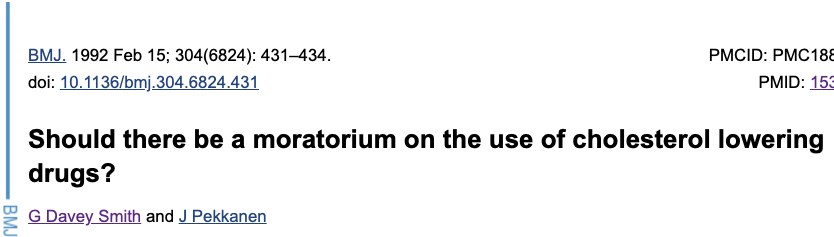 BMJ. 1992 Feb 15; 304(6824): 431–434.
PMCID: PMC188
doi: 10.1136/bmj.304.6824.431
PMID: 153
Should there be a moratorium on the use of cholesterol lowering
drugs?
G Davey Smith and J Pekkanen
BMJ